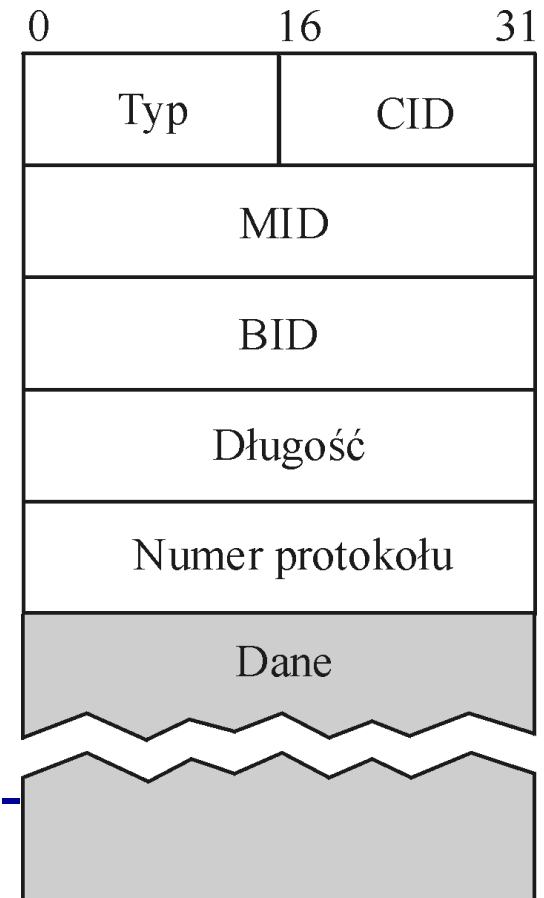 0 16 31
Typ CID
MID
BID
Długość
Numer protokołu
Dane